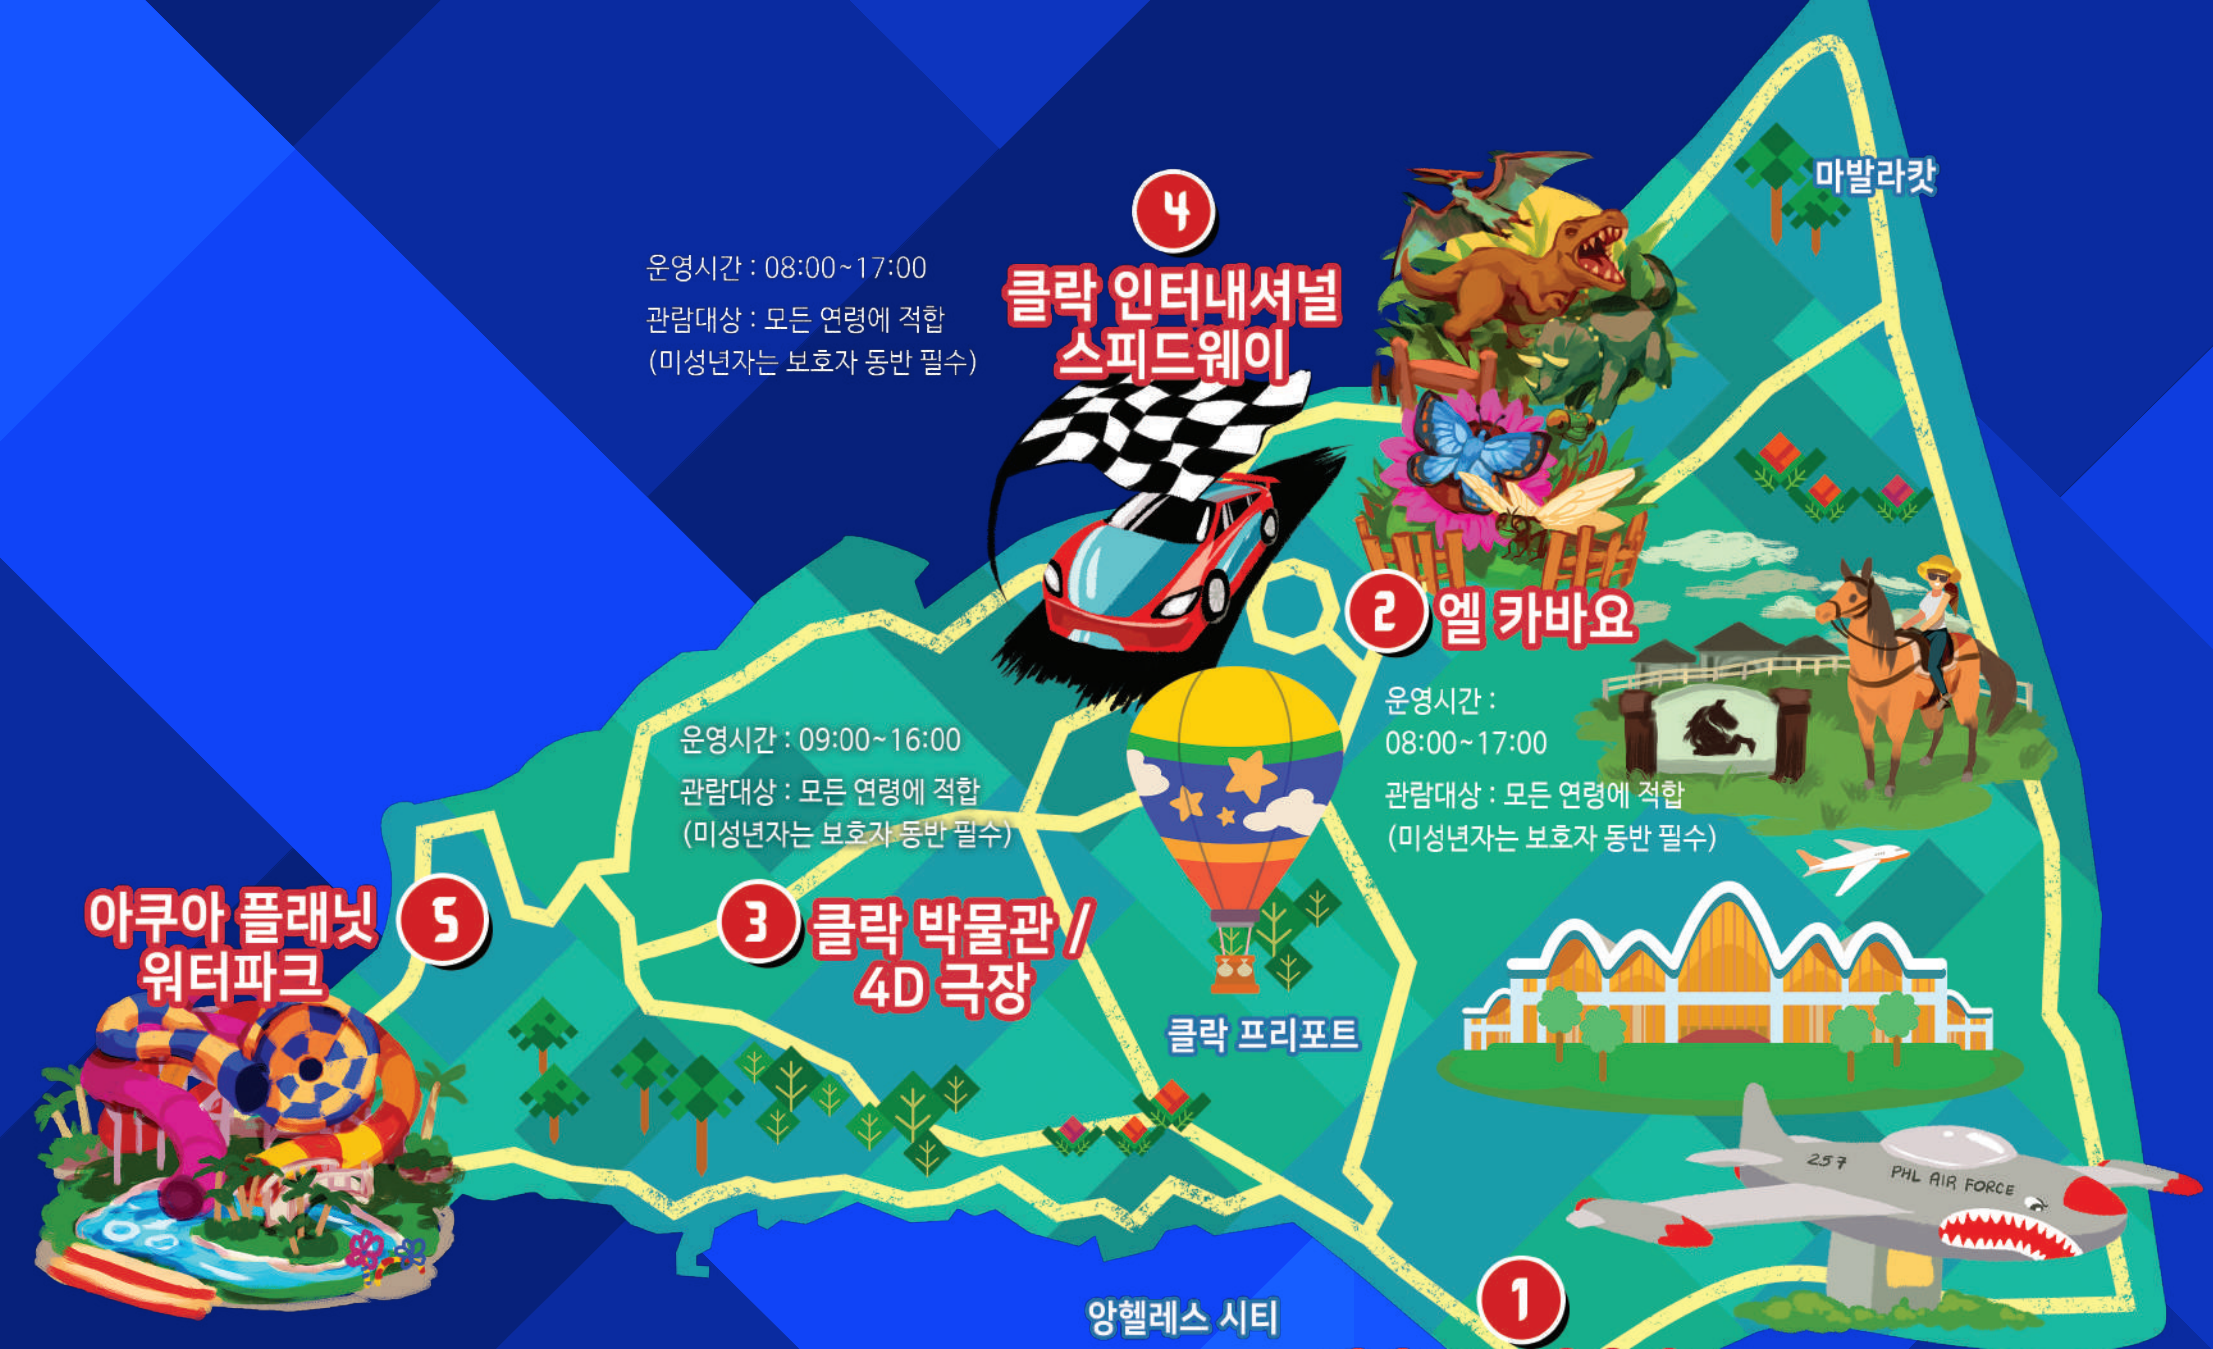 마발라캇
4
클락 인터내셔널
스피드웨이
운영시간 : 08:00~17:00
관람대상 : 모든 연령에 적합
(미성년자는 보호자 동반 필수)
2 엘 카바요
운영시간 :
08:00~17:00
관람대상 : 모든 연령에 적합
(미성년자는 보호자 동반 필수)
운영시간 : 09:00~16:00
관람대상 : 모든 연령에 적합
(미성년자는 보호자 동반 필수)
3 클락 박물관 /
4D 극장
아쿠아 플래닛
워터파크
5
클락 프리포트
257 PHL AIR FORCE
1
앙헬레스 시티